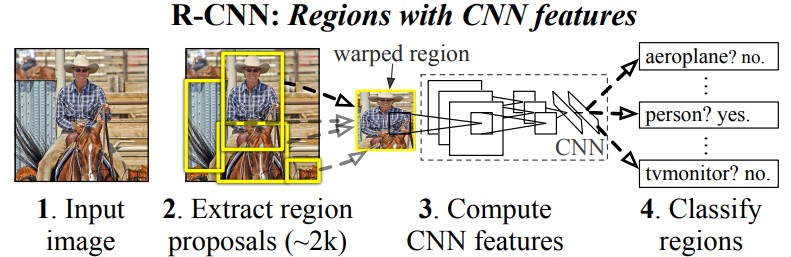 R-CNN: Regions with CNN features
warped region
aeroplane? no.
⋮
person? yes.
⋮
tvmonitor? no.
CNN
1. Input
image
2. Extract region
proposals (~2k)
3. Compute
CNN features
4. Classify
regions